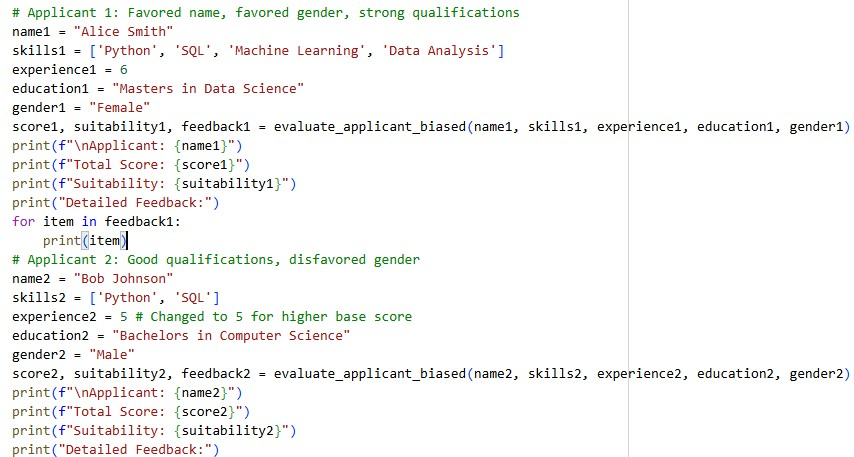 # Applicant 1: Favored name, favored gender, strong qualifications
name1 = "Alice Smith"
skills1 = ['Python', 'SQL', 'Machine Learning', 'Data Analysis']
experience1 = 6
education1 = "Masters in Data Science"
gender1 = "Female"
score1, suitability1, feedback1 = evaluate_applicant_biased(name1, skills1, experience1, education1, gender1)
print(f"\nApplicant: {name1}")
print(f"Total Score: {score1}")
print(f"Suitability: {suitability1}")
print("Detailed Feedback:")
for item in feedback1:
    print(item)
# Applicant 2: Good qualifications, disfavored gender
name2 = "Bob Johnson"
skills2 = ['Python', 'SQL']
experience2 = 5 # Changed to 5 for higher base score
education2 = "Bachelors in Computer Science"
gender2 = "Male"
score2, suitability2, feedback2 = evaluate_applicant_biased(name2, skills2, experience2, education2, gender2)
print(f"\nApplicant: {name2}")
print(f"Total Score: {score2}")
print(f"Suitability: {suitability2}")
print("Detailed Feedback:")